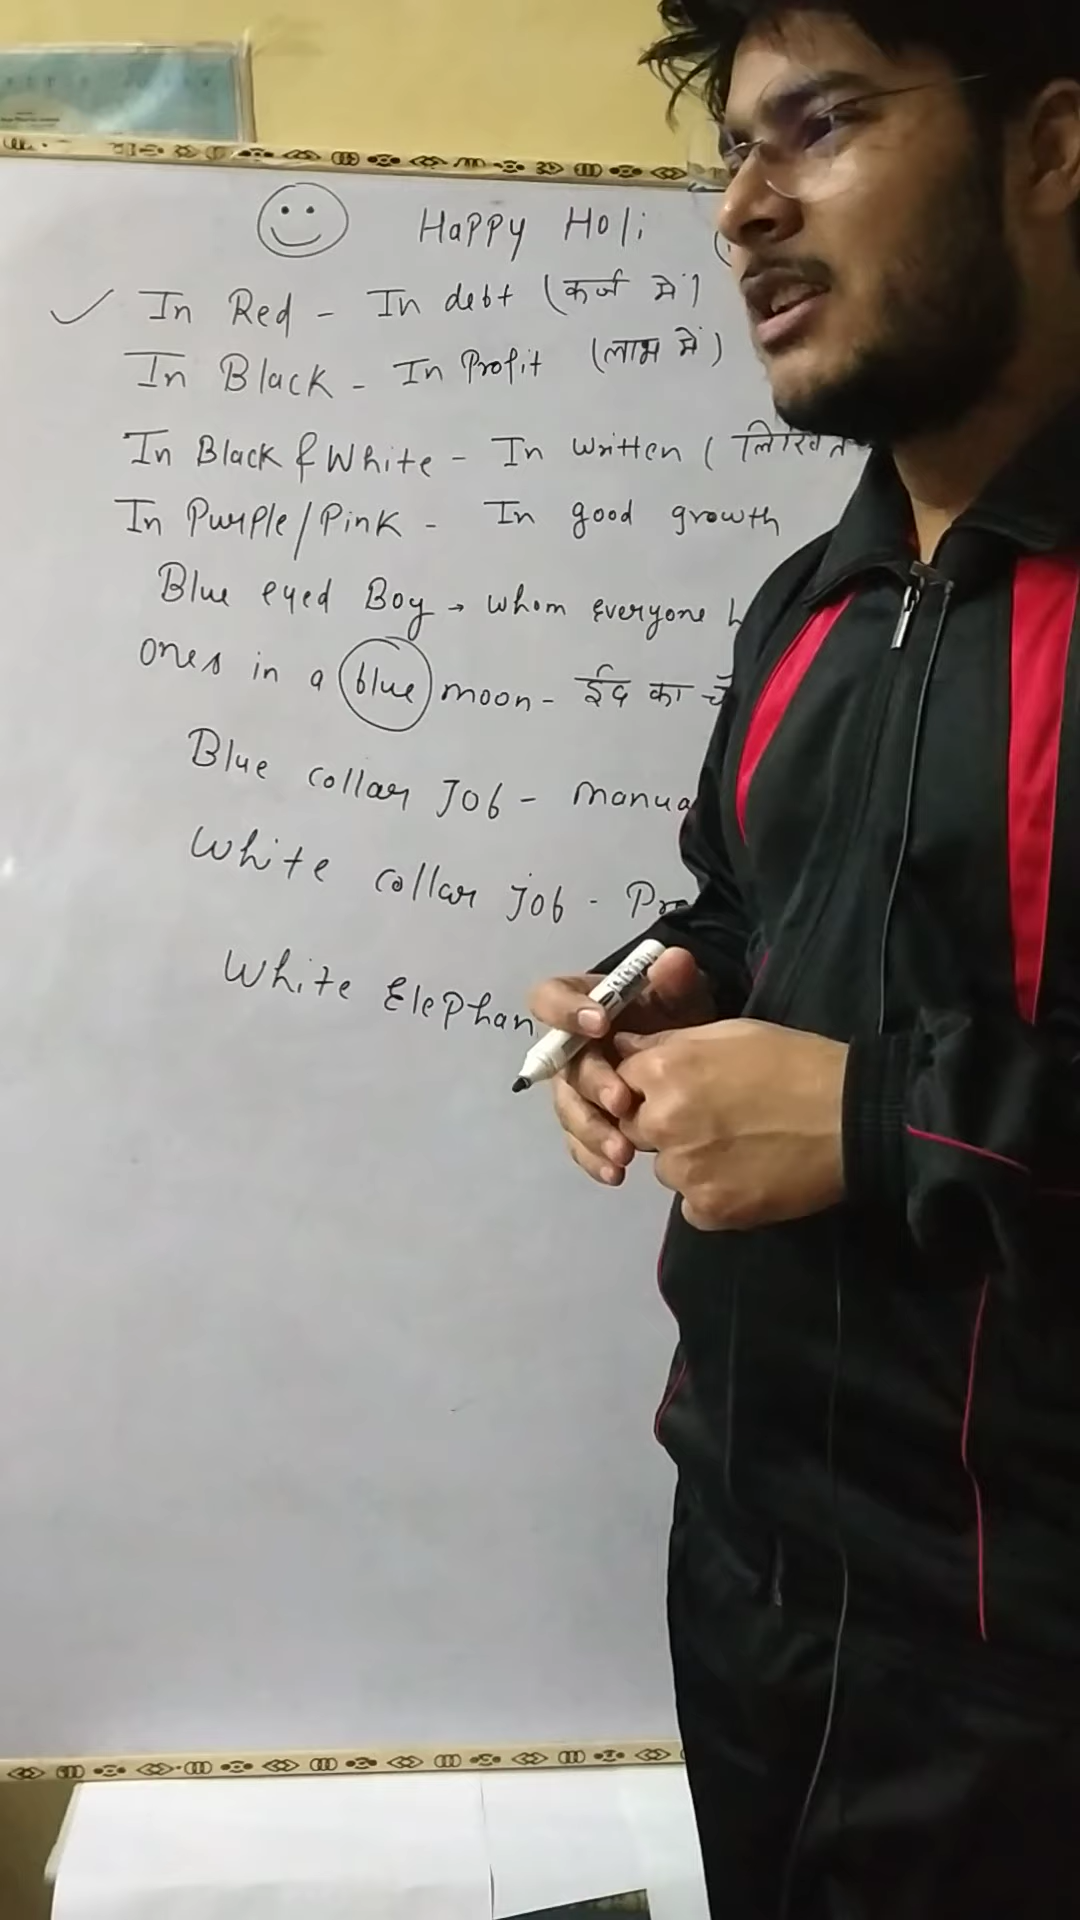 Happy Holi
In Red - In debt (कर्ज में)
In Black - In Profit (लाभ में)
In Black & White - In written (लिखित
In Purple/Pink - In good growth
Blue eyed Boy → whom everyone
ones in a blue moon - ईद का
Blue collar Job - manua
White collar job - Pro
White Elephan